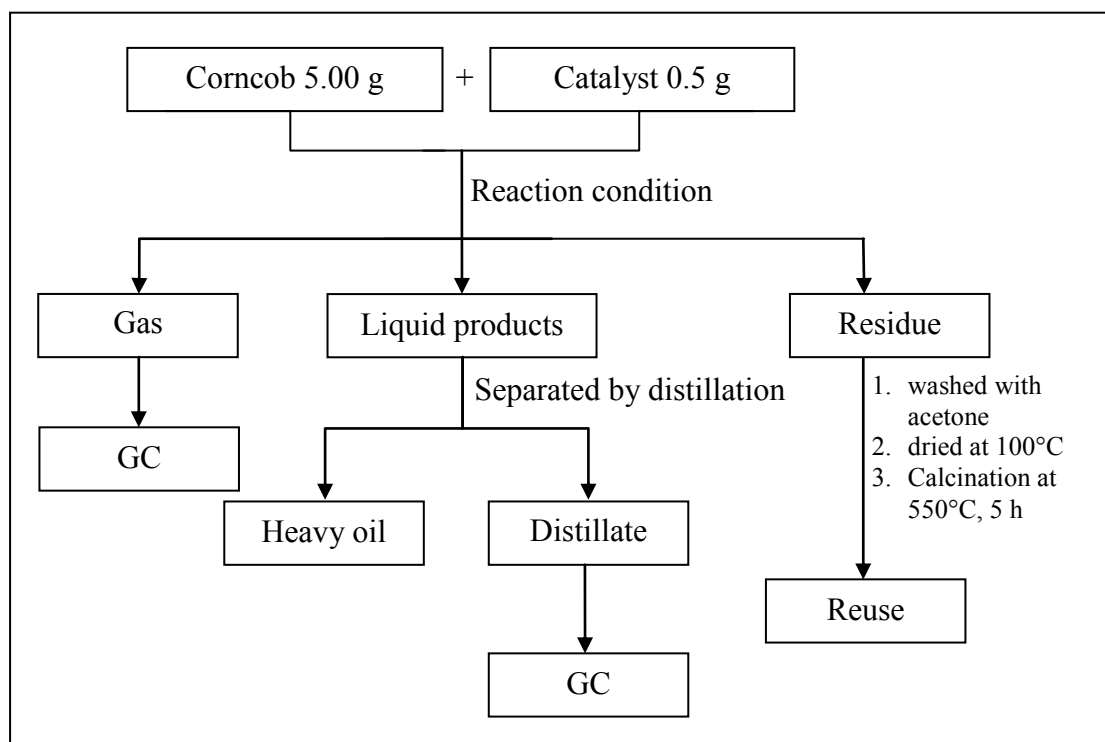 Corncob 5.00 g + Catalyst 0.5 g
Reaction condition
Gas
Liquid products
Residue
Separated by distillation
1. washed with
acetone
2. dried at 100°C
3. Calcination at
550°C, 5 h
GC
Heavy oil
Distillate
Reuse
GC